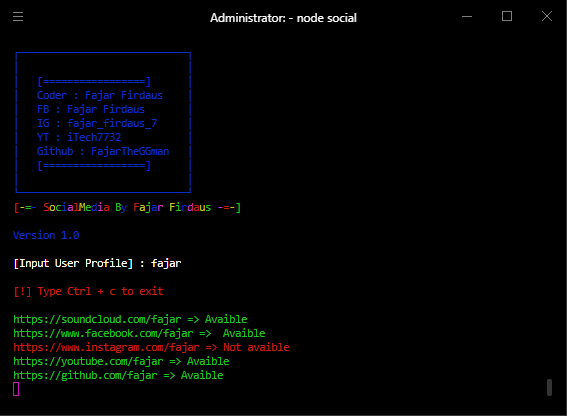 Administrator: - node social
[=================]
Coder : Fajar Firdaus
FB : Fajar Firdaus
IG : fajar_firdaus_7
YT : iTech7732
Github : FajarTheGGman
[=================]
[-=- SocialMedia By Fajar Firdaus -=-]
Version 1.0
[Input User Profile] : fajar
[!] Type Ctrl + c to exit
https://soundcloud.com/fajar => Avaible
https://www.facebook.com/fajar =>  Avaible
https://www.instagram.com/fajar => Not avaible
https://youtube.com/fajar => Avaible
https://github.com/fajar => Avaible